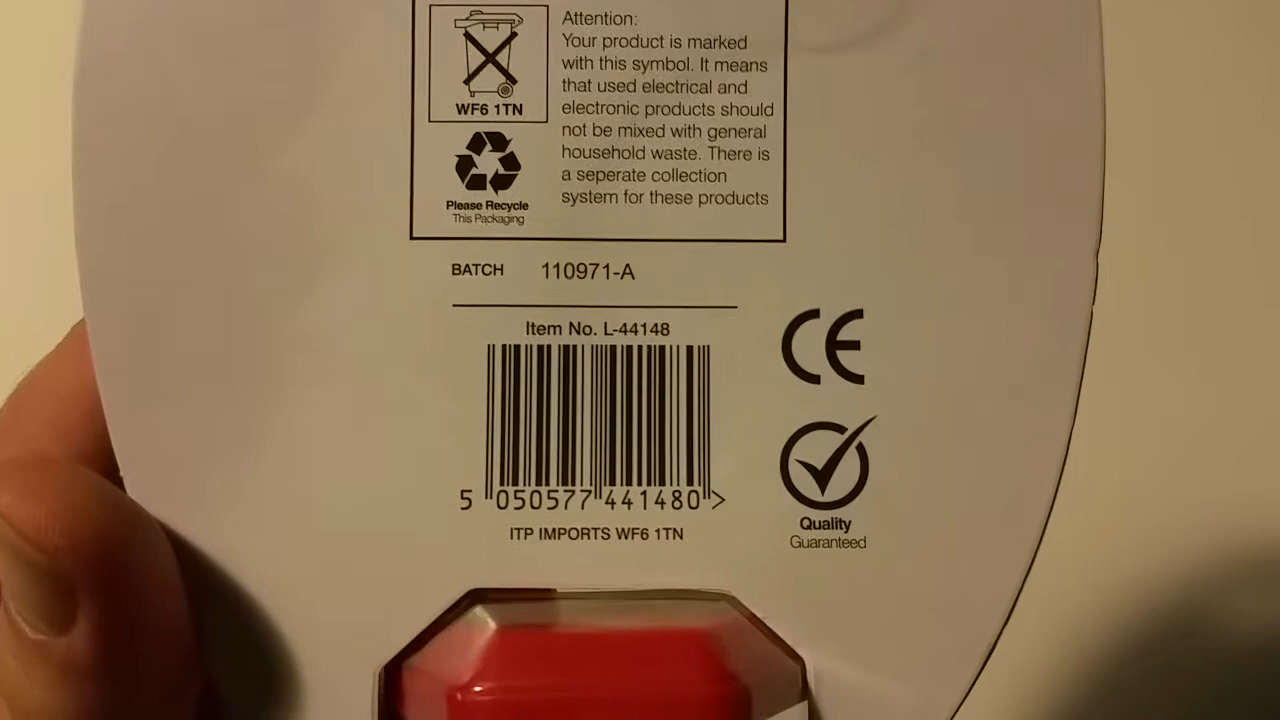 Attention:
Your product is marked
with this symbol. It means
that used electrical and
electronic products should
not be mixed with general
household waste. There is
a seperate collection
system for these products
WF6 1TN
Please Recycle
This Packaging
BATCH 110971-A
Item No. L-44148
5 050577 441480 >
ITP IMPORTS WF6 1TN
CE
Quality
Guaranteed